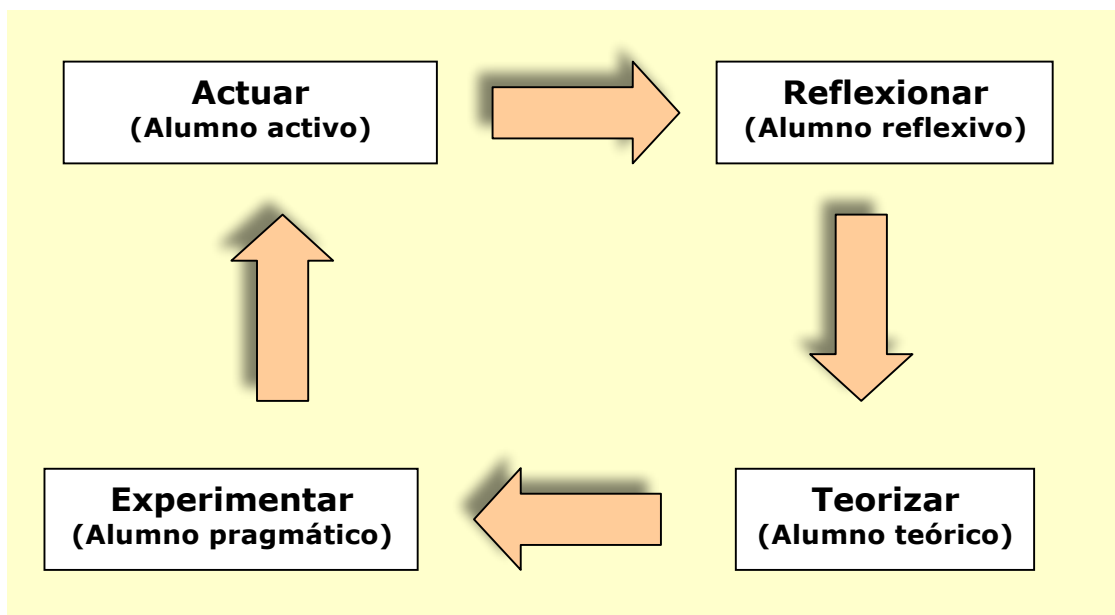 Actuar
(Alumno activo)
Reflexionar
(Alumno reflexivo)
Experimentar
(Alumno pragmático)
Teorizar
(Alumno teórico)